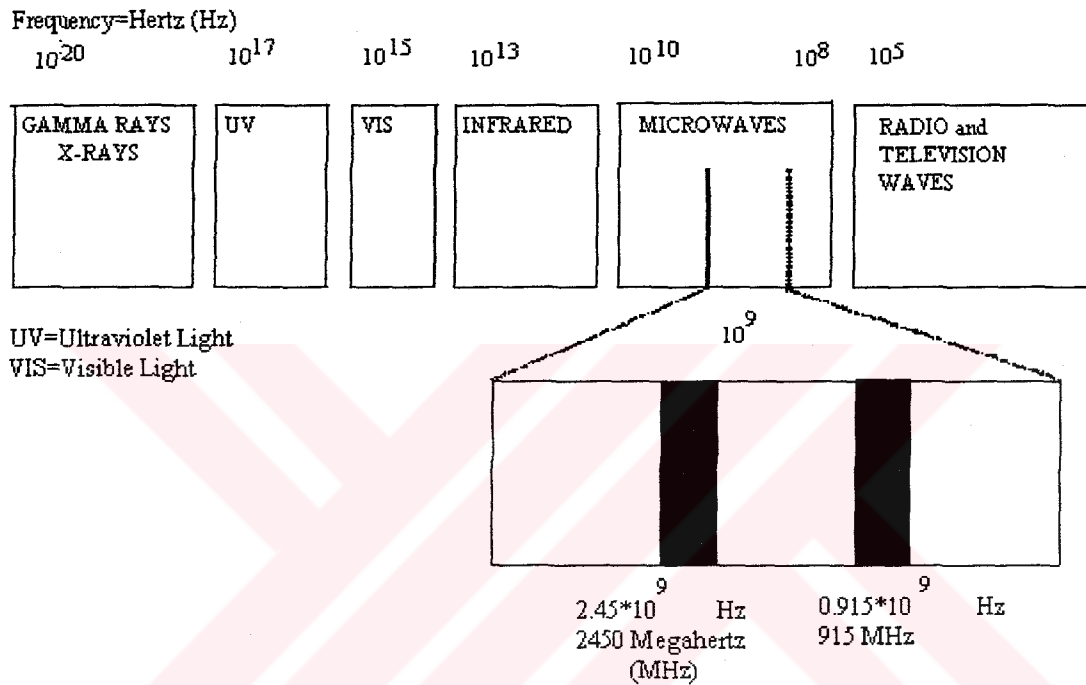 Frequency=Hertz (Hz)
10^20 10^17 10^15 10^13 10^10 10^8 10^5
GAMMA RAYS UV VIS INFRARED MICROWAVES RADIO and
X-RAYS TELEVISION
WAVES
10^9
UV=Ultraviolet Light
VIS=Visible Light
2.45*10^9 Hz 0.915*10^9 Hz
2450 Megahertz 915 MHz
(MHz)